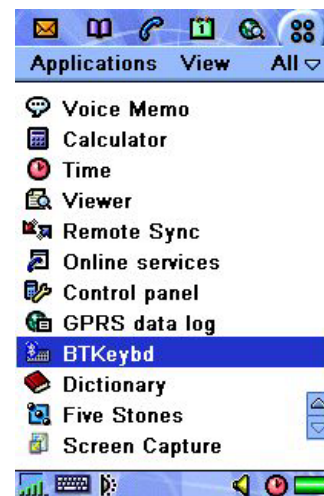 Applications View All
Voice Memo
Calculator
Time
Viewer
Remote Sync
Online services
Control panel
GPRS data log
BTKeybd
Dictionary
Five Stones
Screen Capture